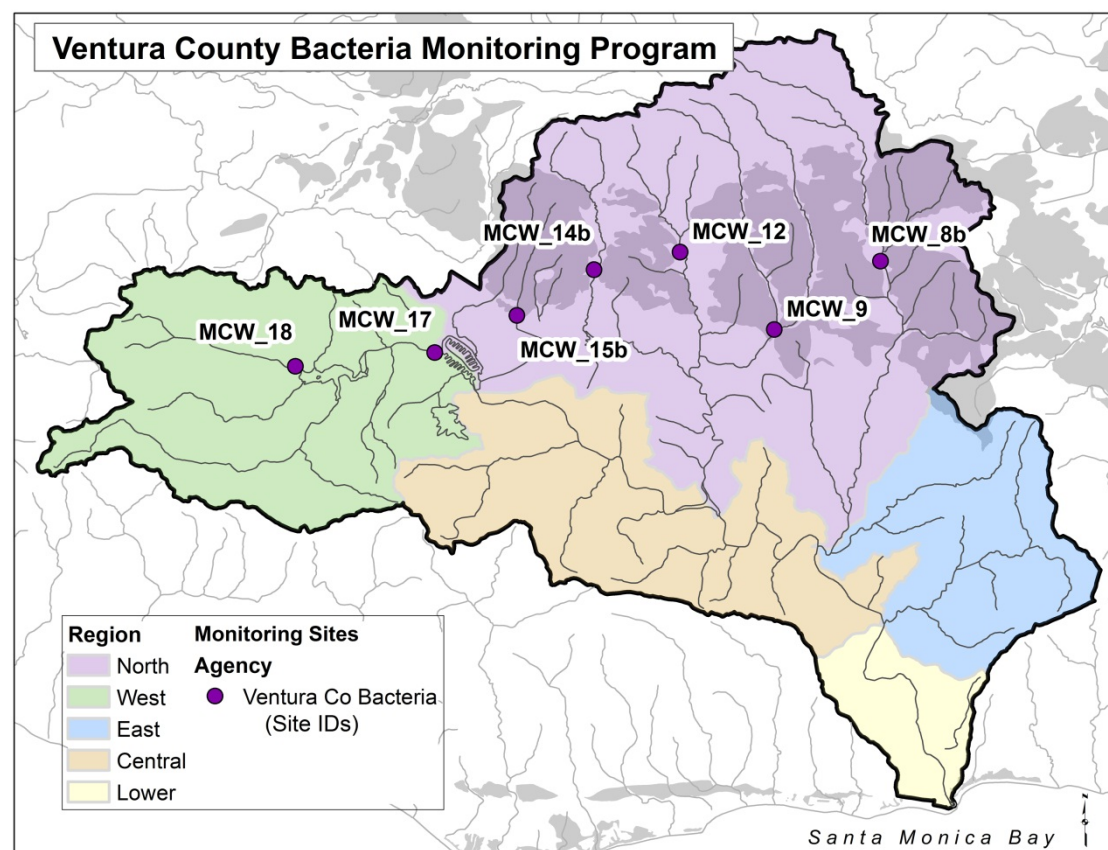 Ventura County Bacteria Monitoring Program
MCW_14b
MCW_12
MCW_8b
MCW_9
MCW_18
MCW_17
MCW_15b
Region
North
West
East
Central
Lower
Monitoring Sites
Agency
Ventura Co Bacteria
(Site IDs)
Santa Monica Bay